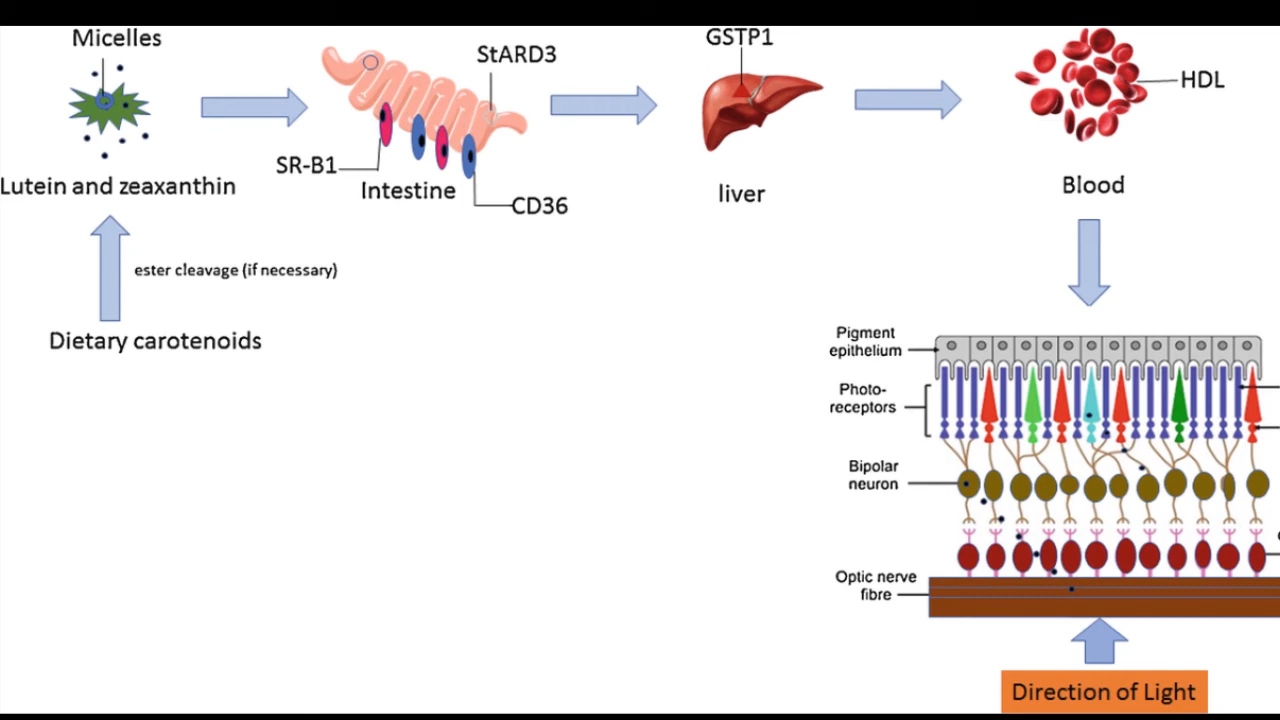 Micelles
Lutein and zeaxanthin
ester cleavage (if necessary)
Dietary carotenoids
StARD3
SR-B1
Intestine
CD36
GSTP1
liver
HDL
Blood
Pigment
epithelium
Photo-
receptors
Bipolar
neuron
Optic nerve
fibre
Direction of Light